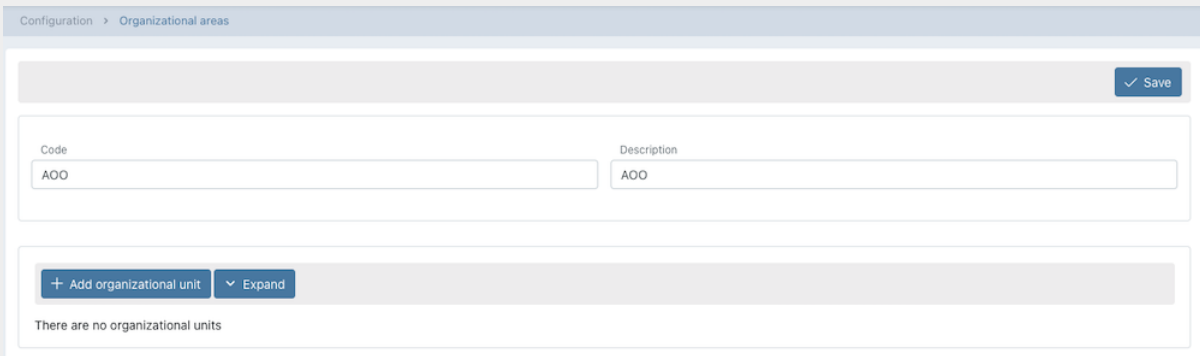 Configuration > Organizational areas
Save
Code Description
AOO AOO
Add organizational unit Expand
There are no organizational units